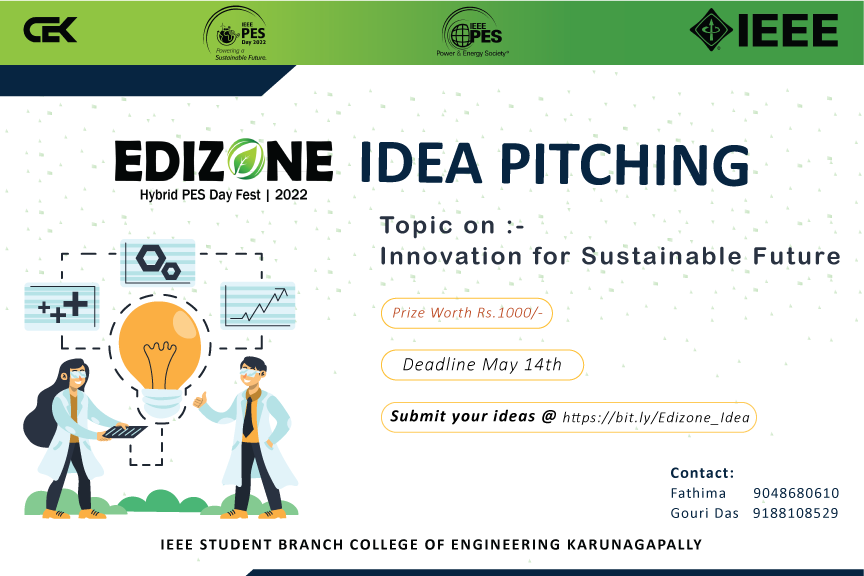 CEK
IEEE
PES
Day 2022
Powering a
Sustainable Future.
IEEE
PES
Power & Energy Society®
IEEE
EDIZONE
Hybrid PES Day Fest | 2022
IDEA PITCHING
Topic on :-
Innovation for Sustainable Future
Prize Worth Rs.1000/-
Deadline May 14th
Submit your ideas @ https://bit.ly/Edizone_Idea
Contact:
Fathima 9048680610
Gouri Das 9188108529
IEEE STUDENT BRANCH COLLEGE OF ENGINEERING KARUNAGAPALLY